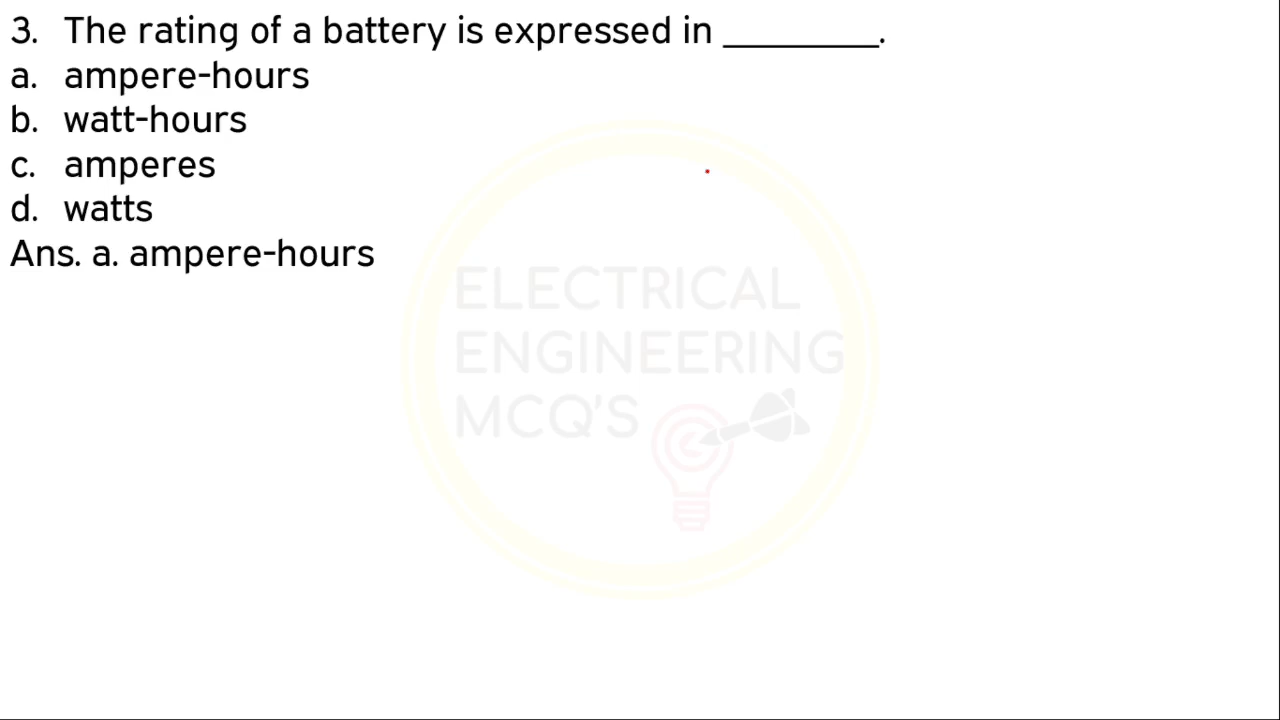 3. The rating of a battery is expressed in ________.
a. ampere-hours
b. watt-hours
c. amperes
d. watts
Ans. a. ampere-hours
ELECTRICAL
ENGINEERING
MCQ'S